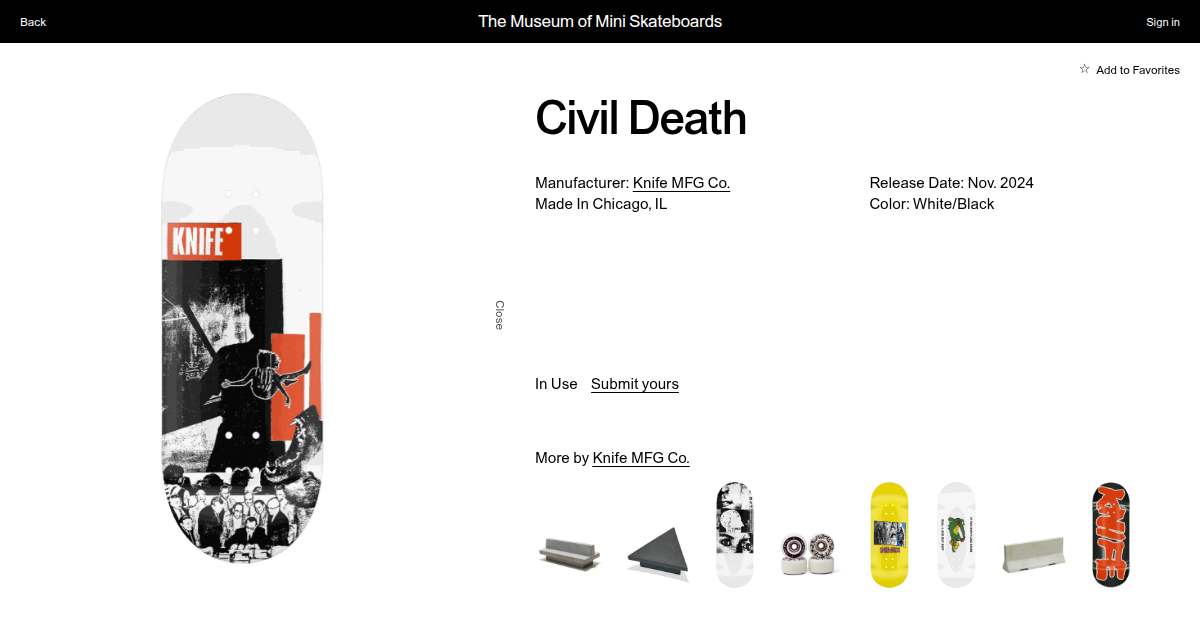 Back
The Museum of Mini Skateboards
Sign in
☆ Add to Favorites
Civil Death
Manufacturer: Knife MFG Co.
Made In Chicago, IL
Release Date: Nov. 2024
Color: White/Black
KNIFE
Close
In Use Submit yours
More by Knife MFG Co.
KNIFE